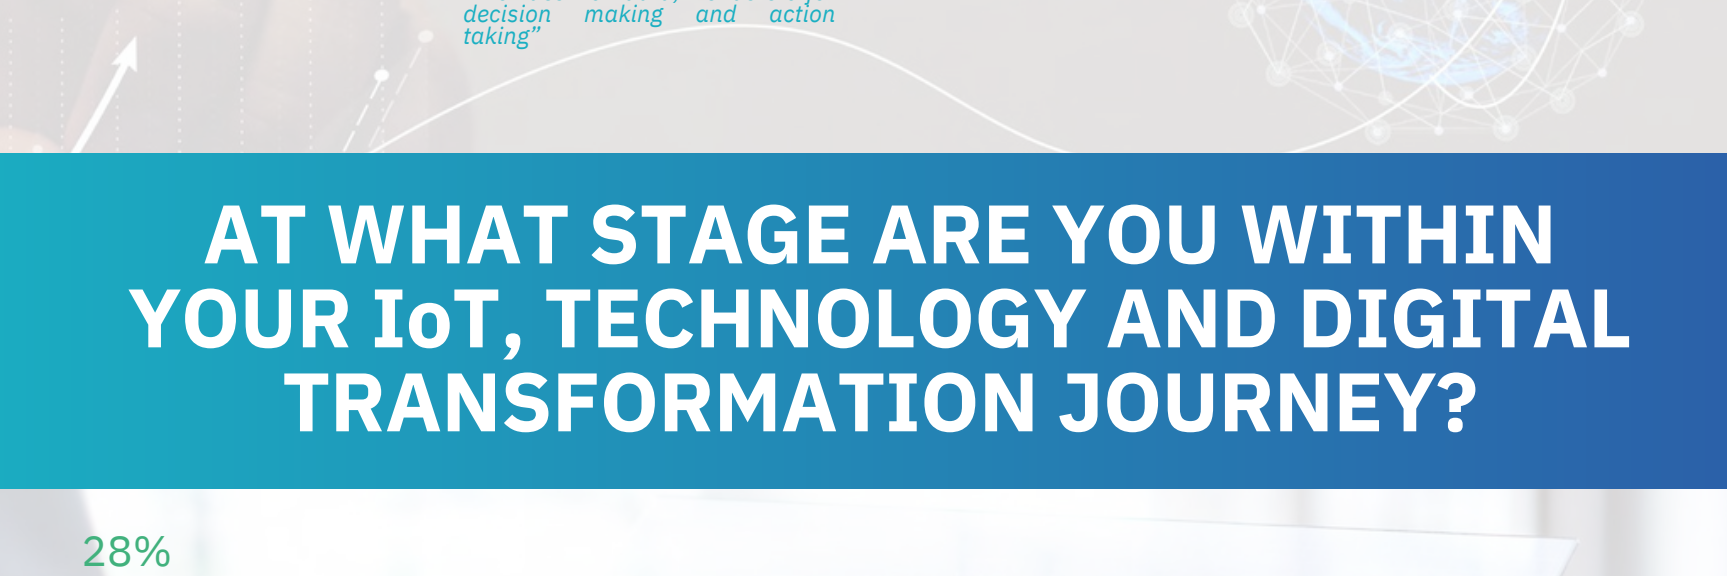 decision making and action
taking”
AT WHAT STAGE ARE YOU WITHIN
YOUR IoT, TECHNOLOGY AND DIGITAL
TRANSFORMATION JOURNEY?
28%